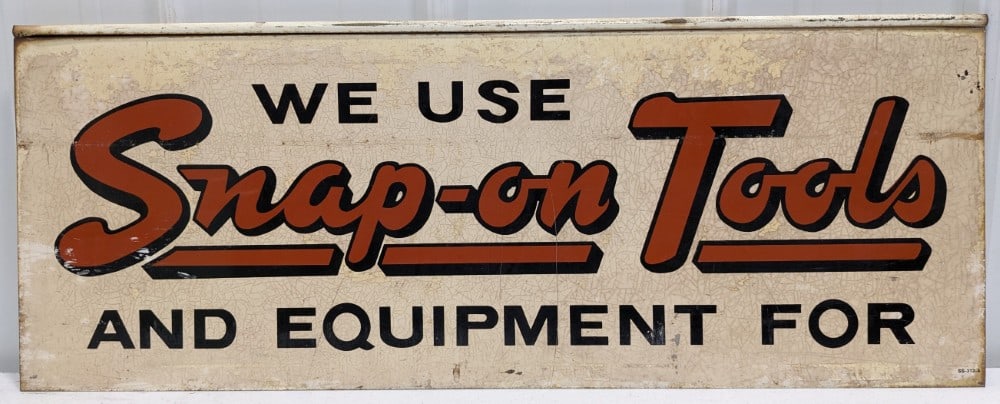 WE USE
Snap-on Tools
AND EQUIPMENT FOR